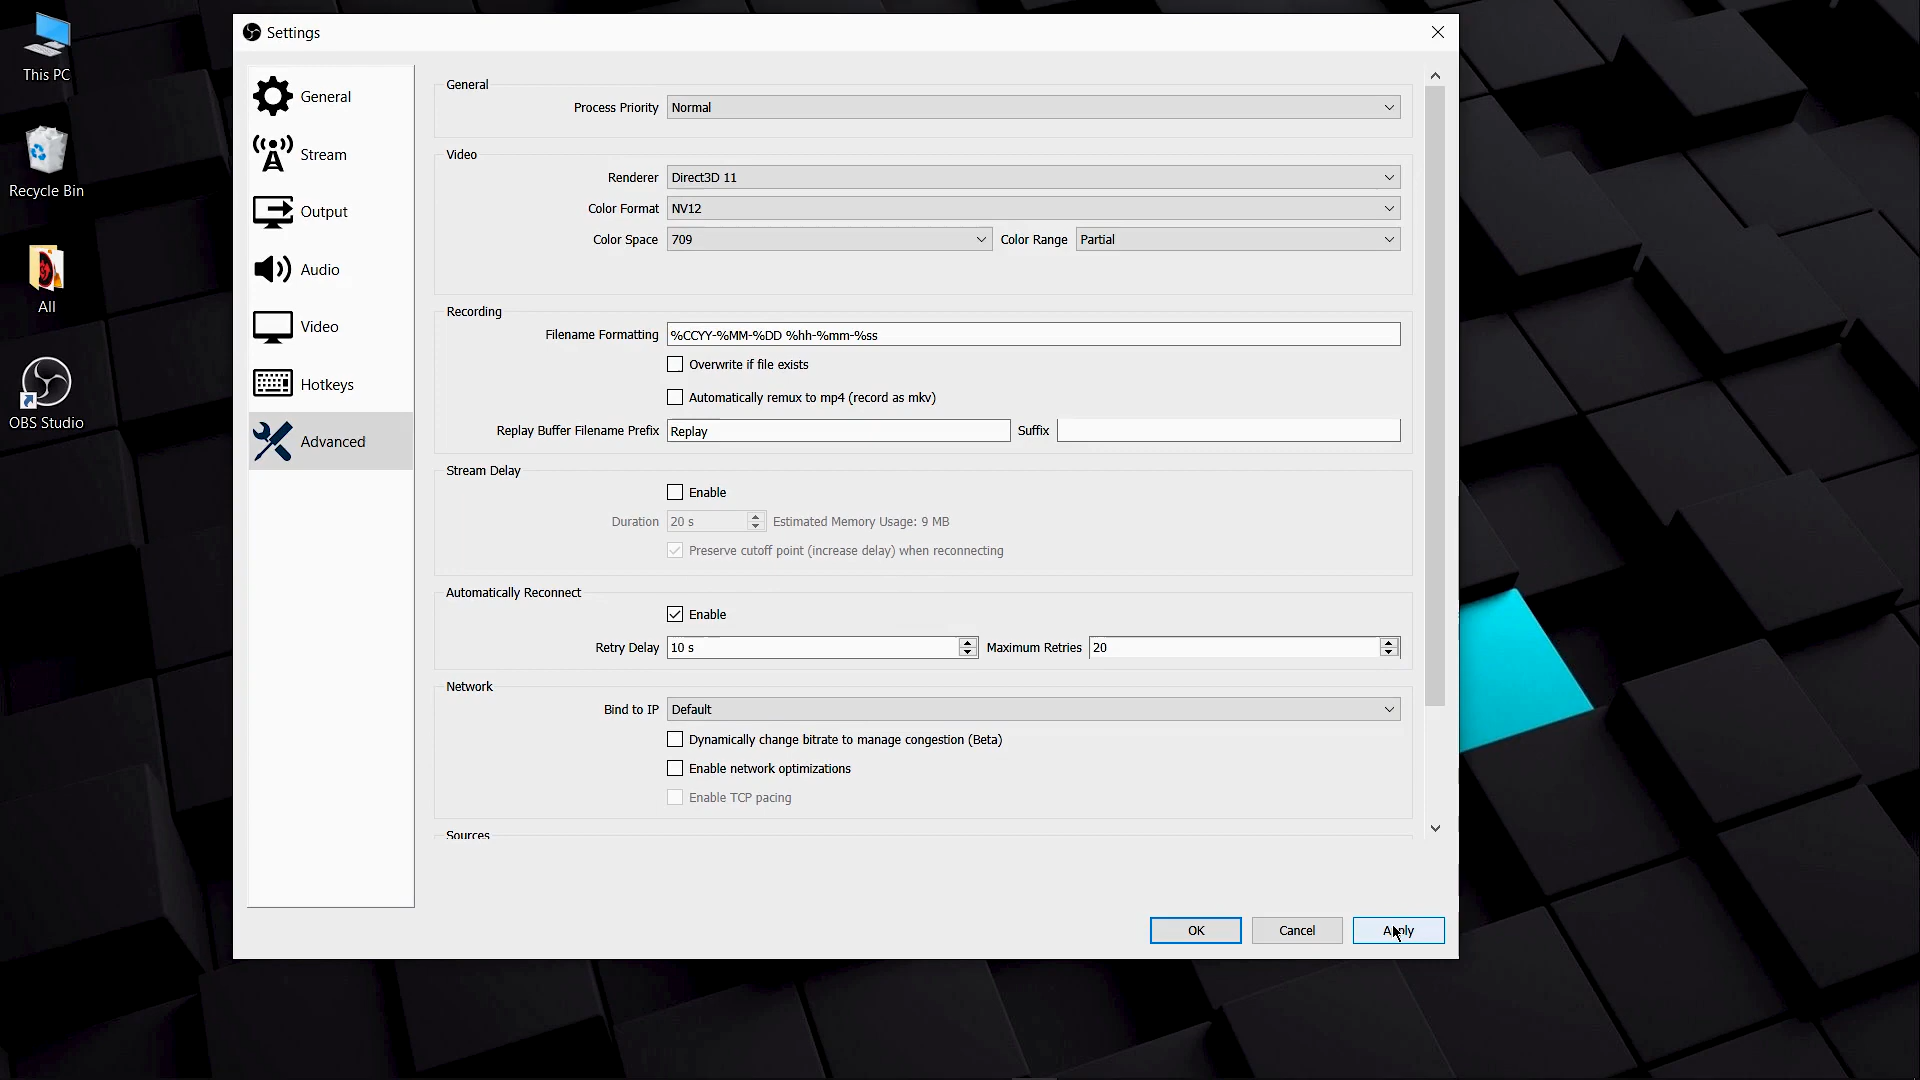 This PC
Recycle Bin
All
OBS Studio
Settings
General
Stream
Output
Audio
Video
Hotkeys
Advanced
General
Process Priority Normal
Video
Renderer Direct3D 11
Color Format NV12
Color Space 709 Color Range Partial
Recording
Filename Formatting %CCYY-%MM-%DD %hh-%mm-%ss
Overwrite if file exists
Automatically remux to mp4 (record as mkv)
Replay Buffer Filename Prefix Replay Suffix
Stream Delay
Enable
Duration 20 s Estimated Memory Usage: 9 MB
Preserve cutoff point (increase delay) when reconnecting
Automatically Reconnect
Enable
Retry Delay 10 s Maximum Retries 20
Network
Bind to IP Default
Dynamically change bitrate to manage congestion (Beta)
Enable network optimizations
Enable TCP pacing
Sources
OK Cancel Apply